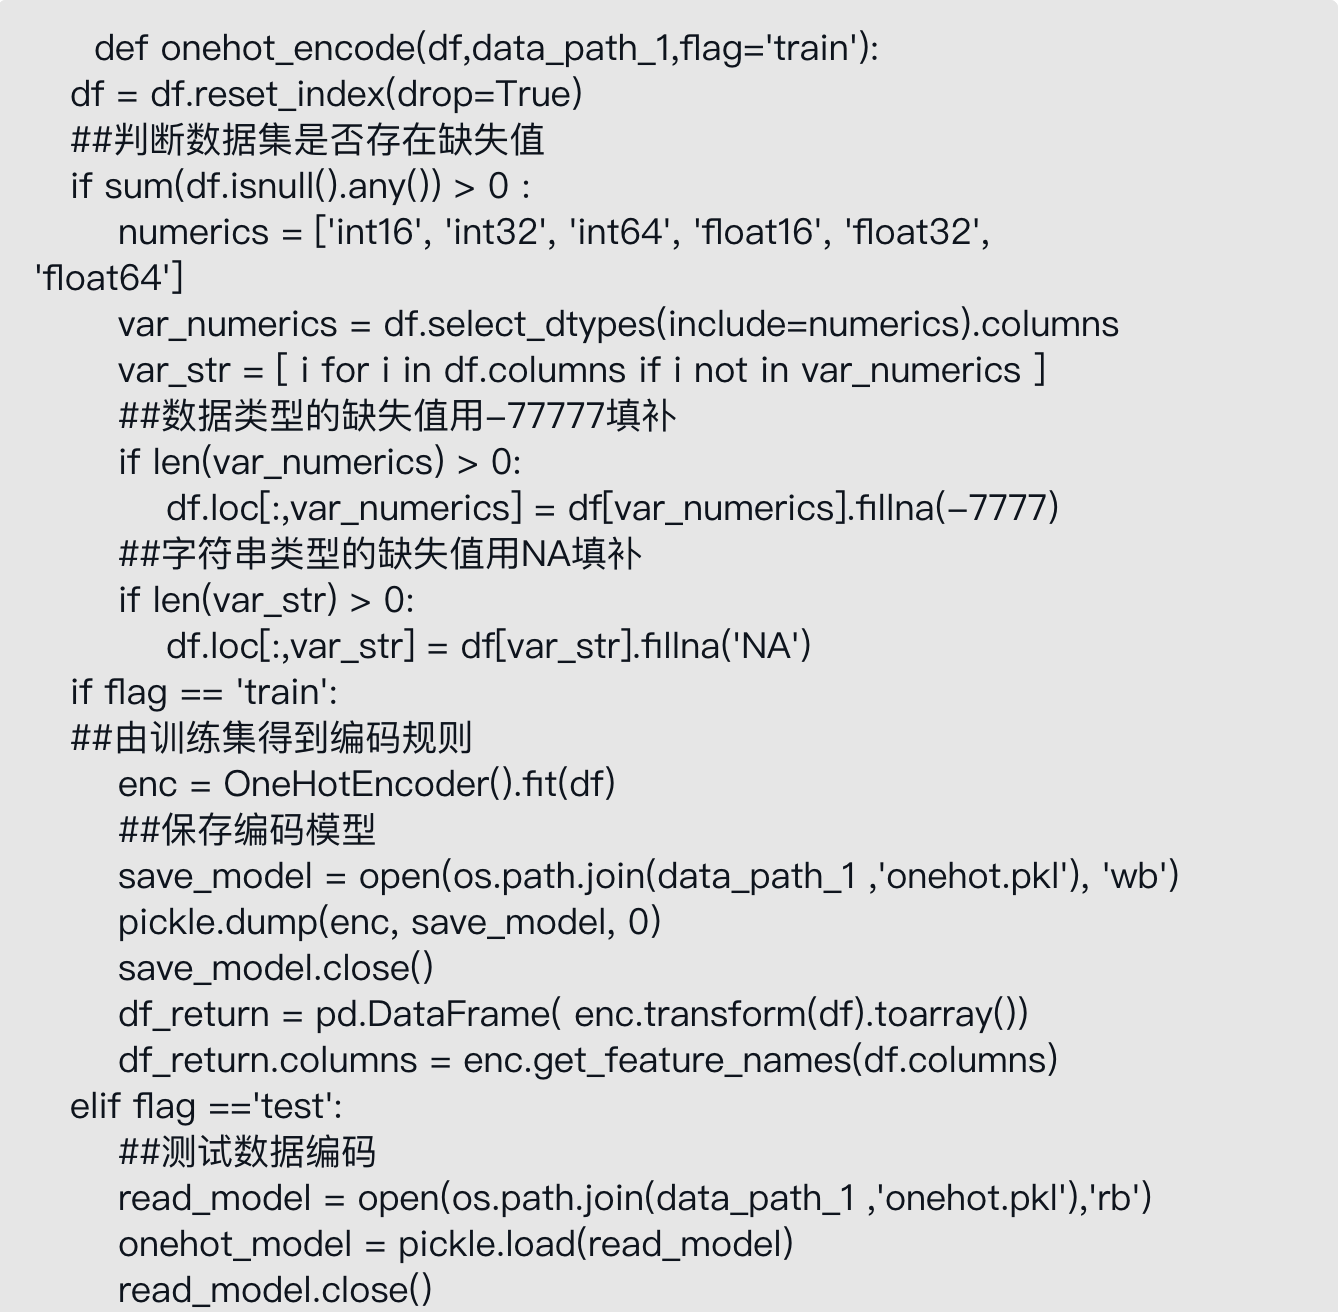 def onehot_encode(df,data_path_1,flag='train'):
df = df.reset_index(drop=True)
##判断数据集是否存在缺失值
if sum(df.isnull().any()) > 0 :
numerics = ['int16', 'int32', 'int64', 'float16', 'float32',
'float64']
var_numerics = df.select_dtypes(include=numerics).columns
var_str = [ i for i in df.columns if i not in var_numerics ]
##数据类型的缺失值用-77777填补
if len(var_numerics) > 0:
df.loc[:,var_numerics] = df[var_numerics].fillna(-7777)
##字符串类型的缺失值用NA填补
if len(var_str) > 0:
df.loc[:,var_str] = df[var_str].fillna('NA')
if flag == 'train':
##由训练集得到编码规则
enc = OneHotEncoder().fit(df)
##保存编码模型
save_model = open(os.path.join(data_path_1 ,'onehot.pkl'), 'wb')
pickle.dump(enc, save_model, 0)
save_model.close()
df_return = pd.DataFrame( enc.transform(df).toarray())
df_return.columns = enc.get_feature_names(df.columns)
elif flag =='test':
##测试数据编码
read_model = open(os.path.join(data_path_1 ,'onehot.pkl'),'rb')
onehot_model = pickle.load(read_model)
read_model.close()